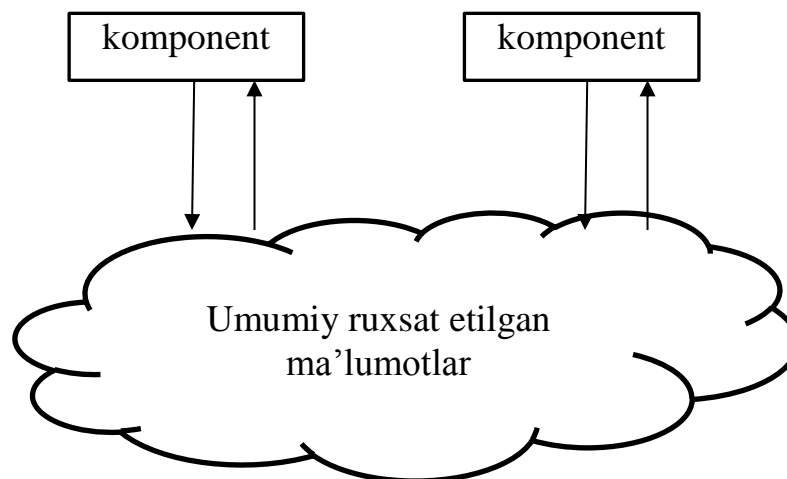 komponent
komponent
Umumiy ruxsat etilgan
ma’lumotlar